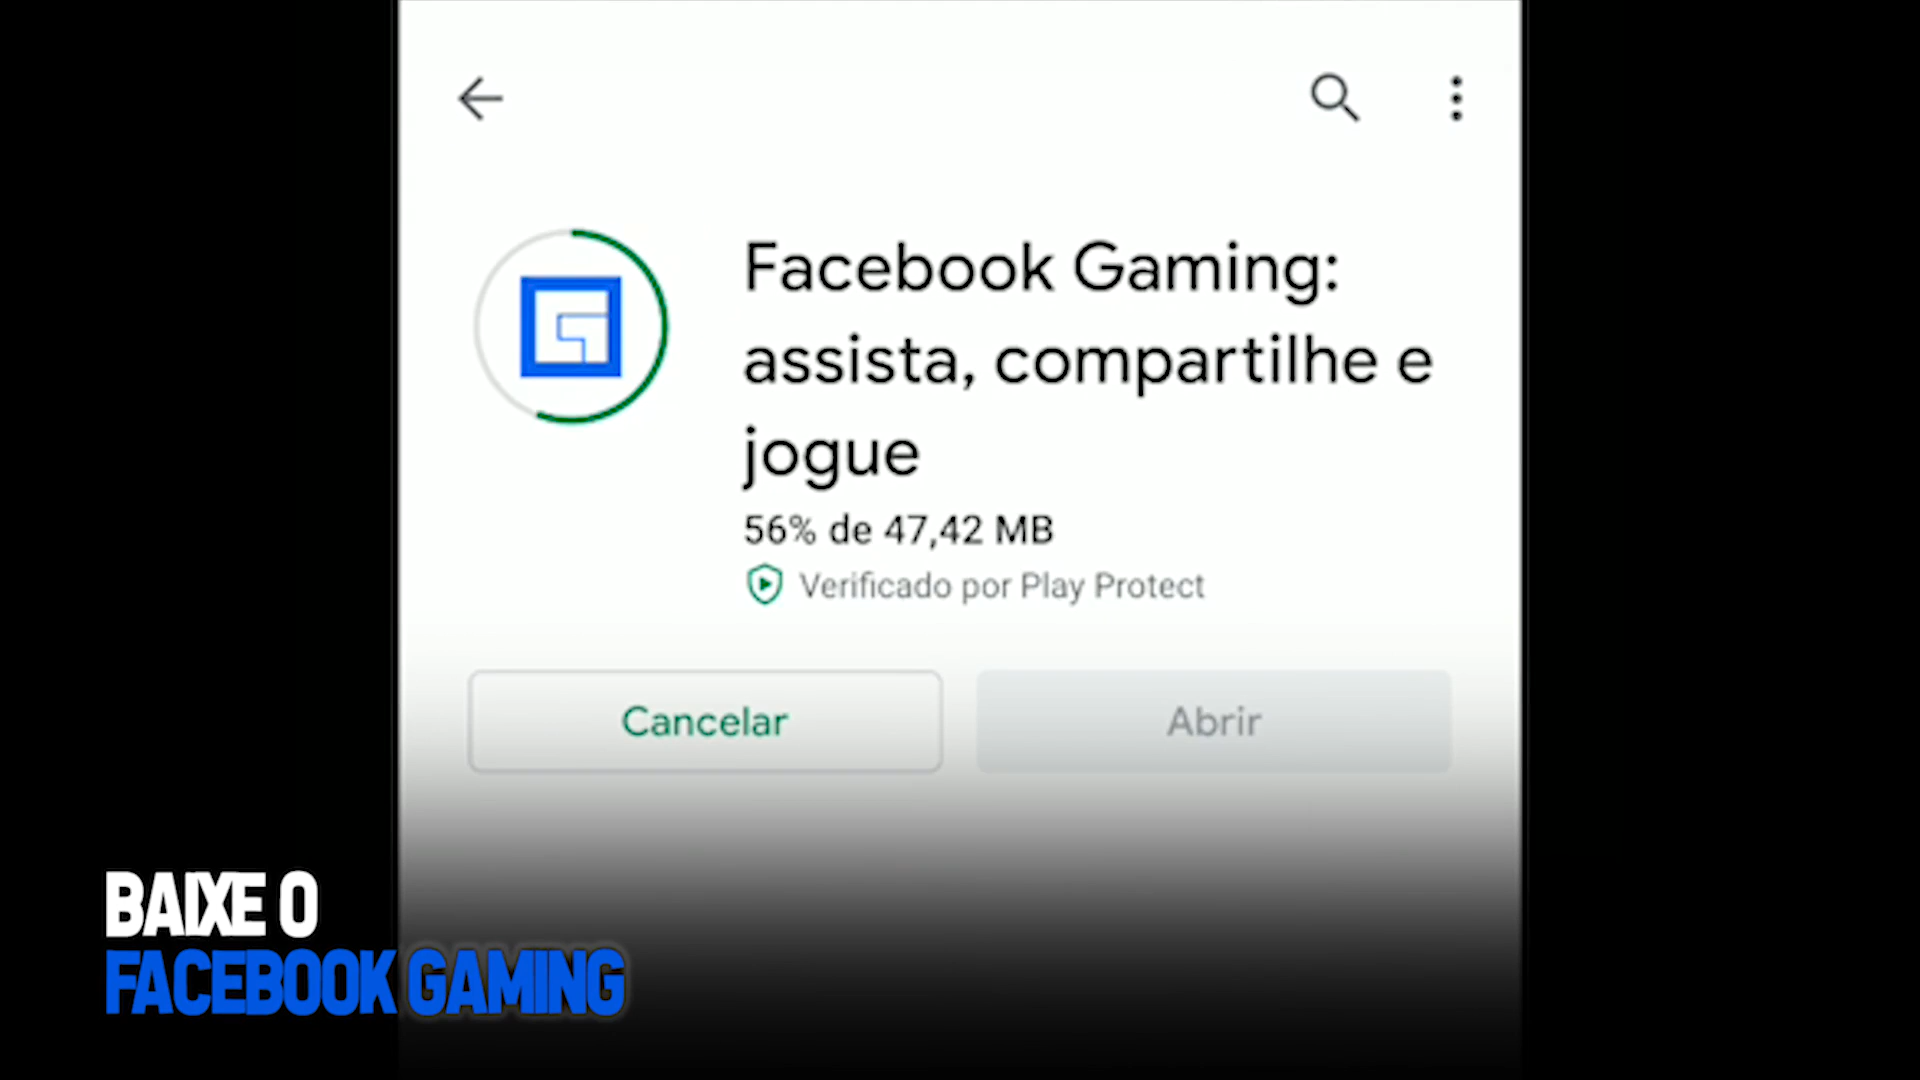 Facebook Gaming:
assista, compartilhe e
jogue
56% de 47,42 MB
Verificado por Play Protect
Cancelar
Abrir
BAIXE O
FACEBOOK GAMING